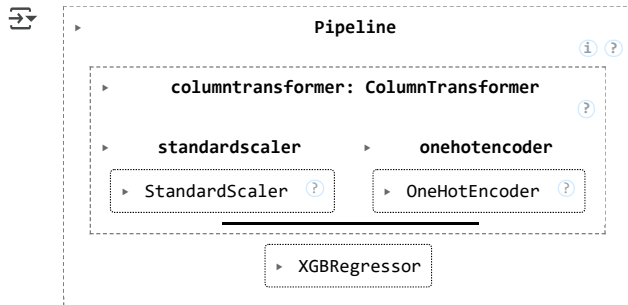 Pipeline
i ?
columntransformer: ColumnTransformer
?
standardscaler onehotencoder
StandardScaler ? OneHotEncoder ?
XGBRegressor